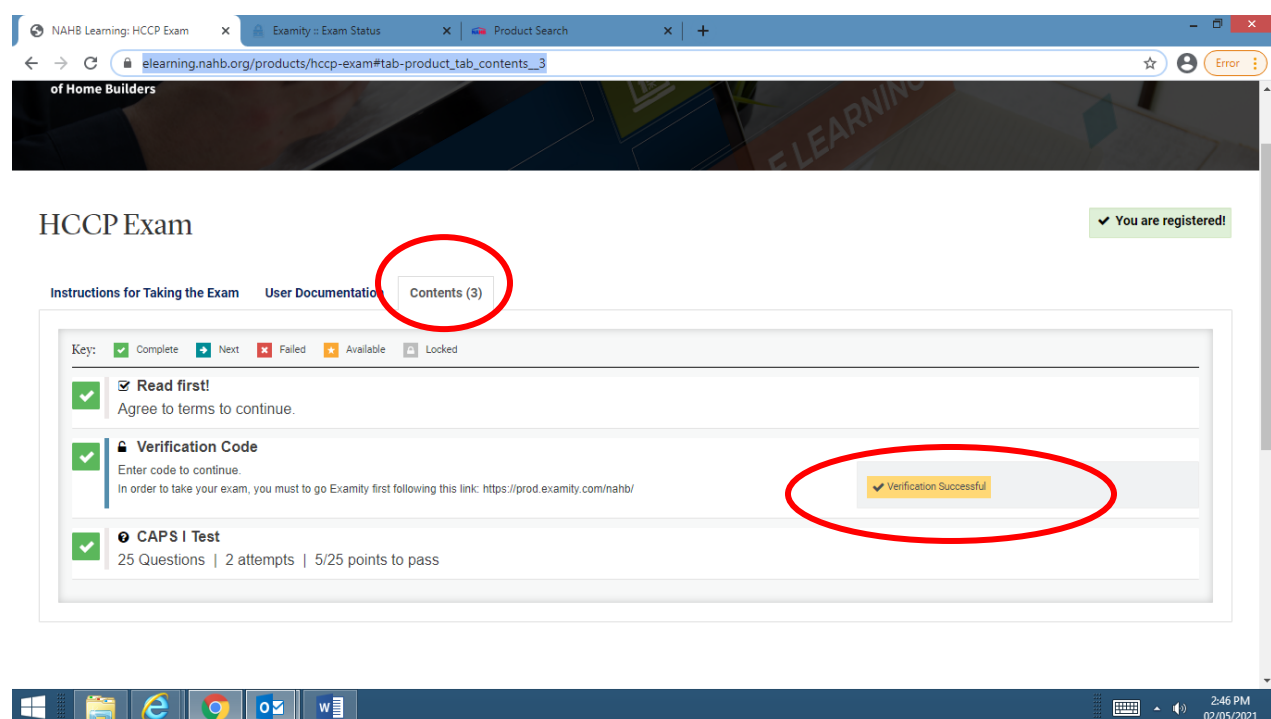 NAHB Learning: HCCP Exam
Examity :: Exam Status
Product Search
elearning.nahb.org/products/hccp-exam#tab-product_tab_contents__3
Error
of Home Builders
E LEARNING
HCCP Exam
You are registered!
Instructions for Taking the Exam
User Documentation
Contents (3)
Key: Complete Next Failed Available Locked
Read first!
Agree to terms to continue.
Verification Code
Enter code to continue.
In order to take your exam, you must to go Examity first following this link: https://prod.examity.com/nahb/
Verification Successful
CAPS I Test
25 Questions | 2 attempts | 5/25 points to pass
2:46 PM
02/05/2021